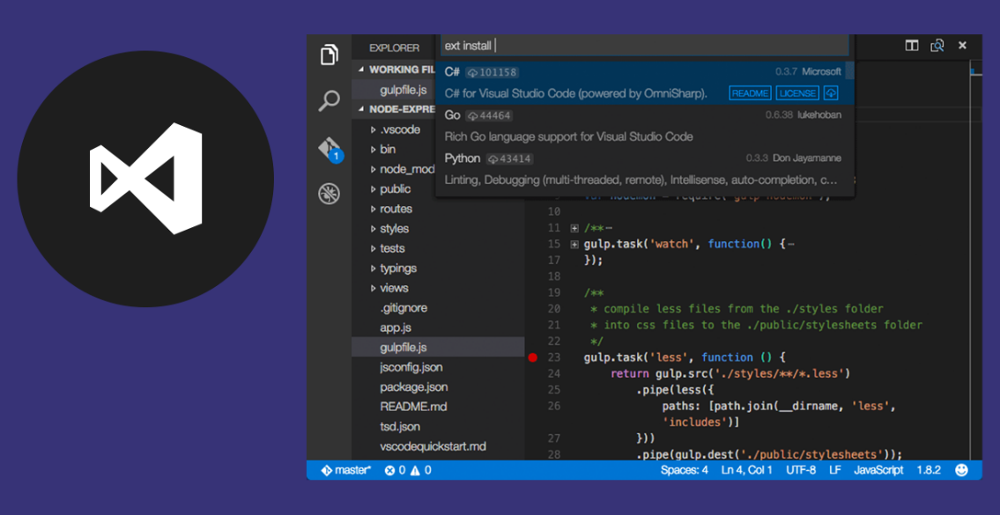 EXPLORER
ext install
WORKING FIL
gulpfile.js
NODE-EXPRE
.vscode
bin
node_mod
public
routes
styles
tests
typings
views
.gitignore
app.js
gulpfile.js
jsconfig.json
package.json
README.md
tsd.json
vscodequickstart.md
1
C# 101158 0.3.7 Microsoft
C# for Visual Studio Code (powered by OmniSharp). README LICENSE
Go 44464 0.6.38 lukehoban
Rich Go language support for Visual Studio Code
Python 43414 0.3.3 Don Jayamanne
Linting, Debugging (multi-threaded, remote), Intellisense, auto-completion, c...
10
11 /**
15 gulp.task('watch', function() {
17 });
18
19 /**
20 * compile less files from the ./styles folder
21 * into css files to the ./public/stylesheets folder
22 */
23 gulp.task('less', function () {
24 return gulp.src('./styles/**/*.less')
25 .pipe(less({
26 paths: [path.join(__dirname, 'less',
'includes')]
27 }))
28 .pipe(gulp.dest('./public/stylesheets'));
master* 0 0 Spaces: 4 Ln 4, Col 1 UTF-8 LF JavaScript 1.8.2